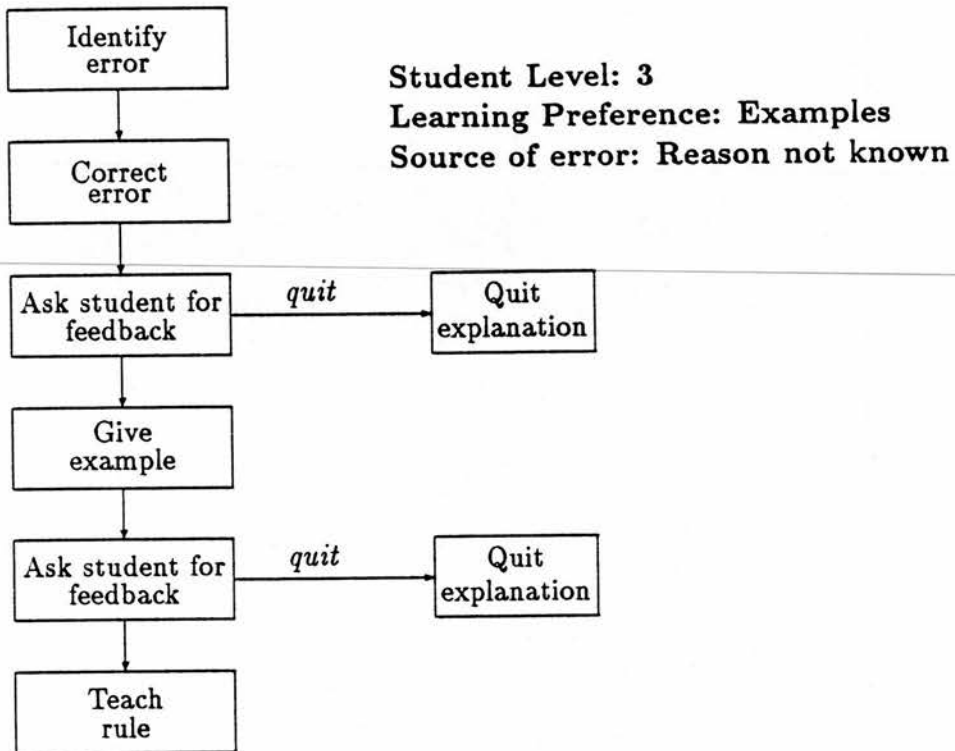 Identify
error
Student Level: 3
Learning Preference: Examples
Source of error: Reason not known
Correct
error
Ask student for
feedback
quit
Quit
explanation
Give
example
Ask student for
feedback
quit
Quit
explanation
Teach
rule